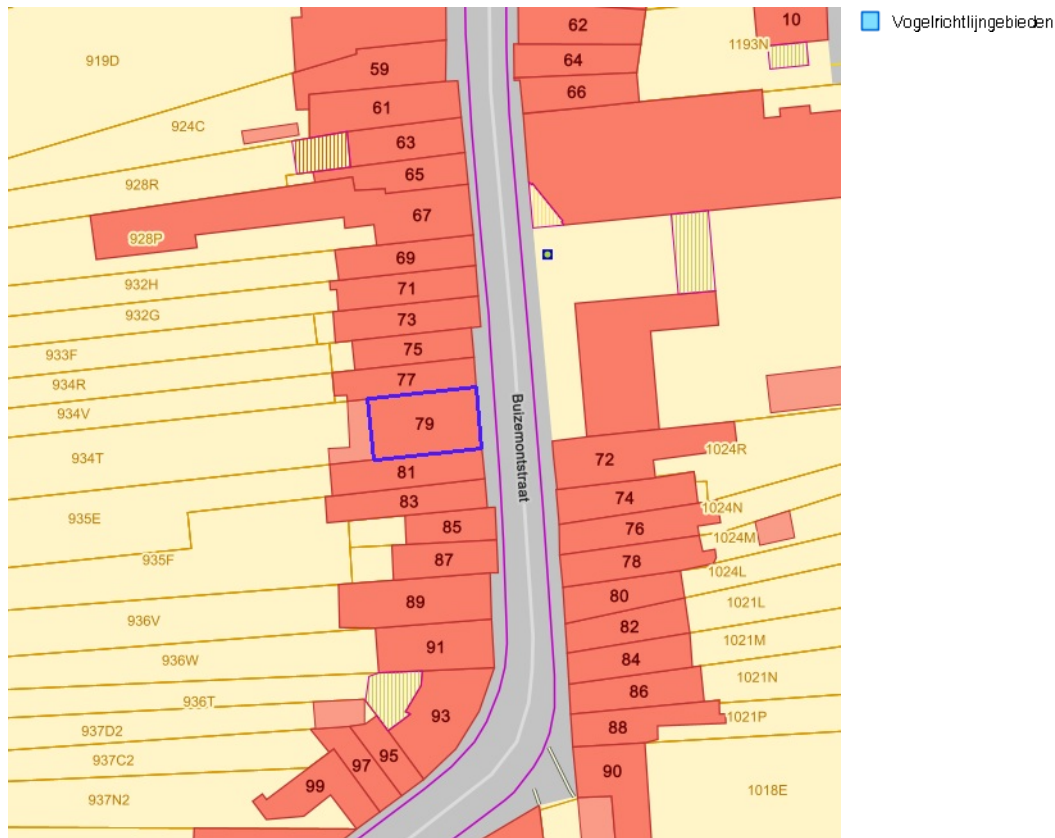 Vogelrichtlijngebieden
62
10
919D
1193N
59
64
66
61
924C
63
65
928R
67
928P
69
932H
71
932G
73
933F
75
934R
77
934V
79
Buizemontstraat
934T
72
1024R
81
74
83
1024N
935E
85
76
1024M
935F
87
78
1024L
89
80
1021L
936V
82
1021M
91
936W
84
1021N
86
936T
93
88
1021P
937D2
95
937C2
97
90
99
1018E
937N2